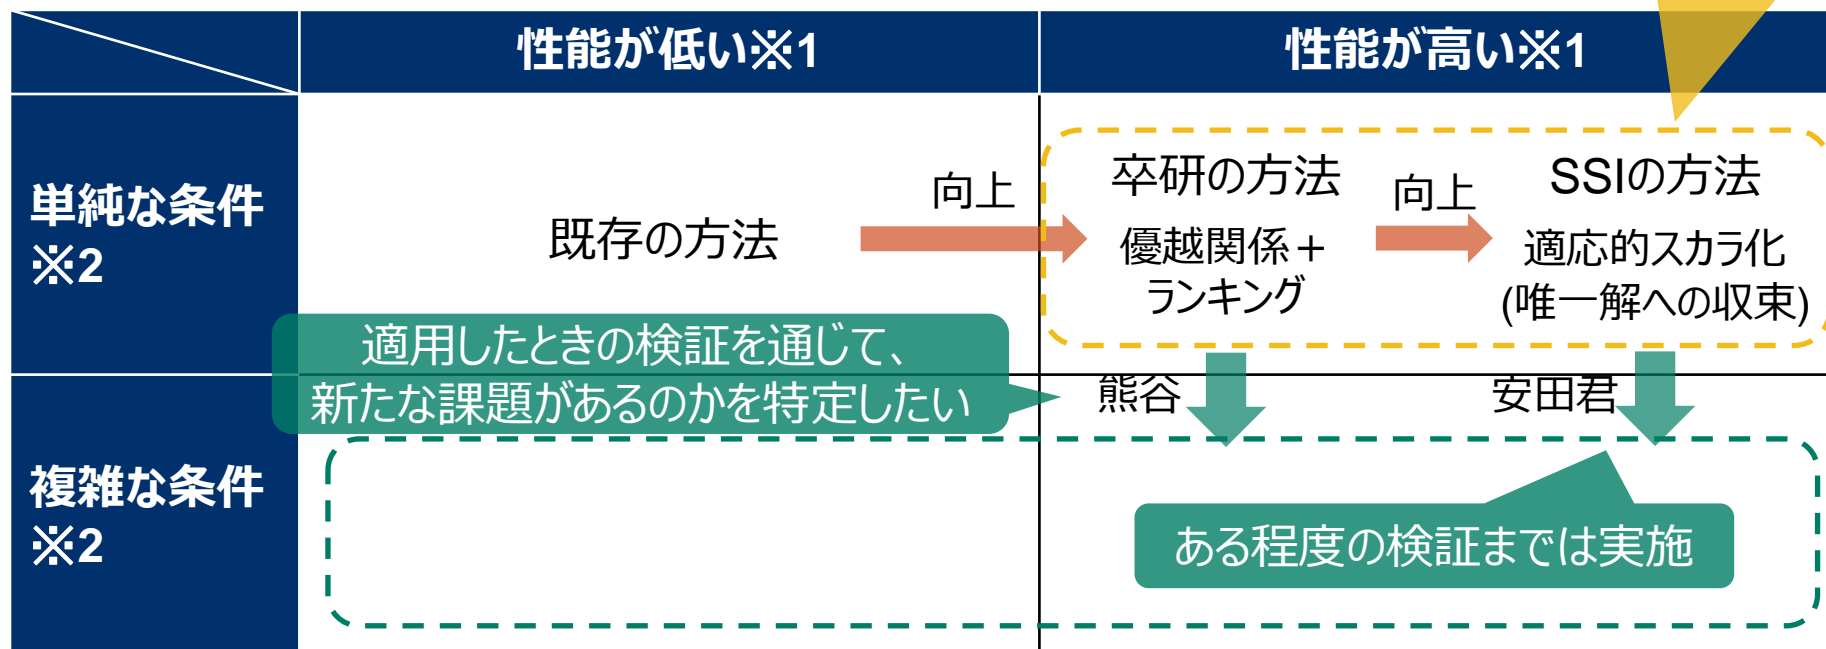 性能が低い※1
性能が高い※1
単純な条件
※2
既存の方法
向上
卒研の方法
優越関係＋
ランキング
向上
SSIの方法
適応的スカラ化
(唯一解への収束)
適用したときの検証を通じて、
新たな課題があるのかを特定したい
熊谷
安田君
複雑な条件
※2
ある程度の検証までは実施